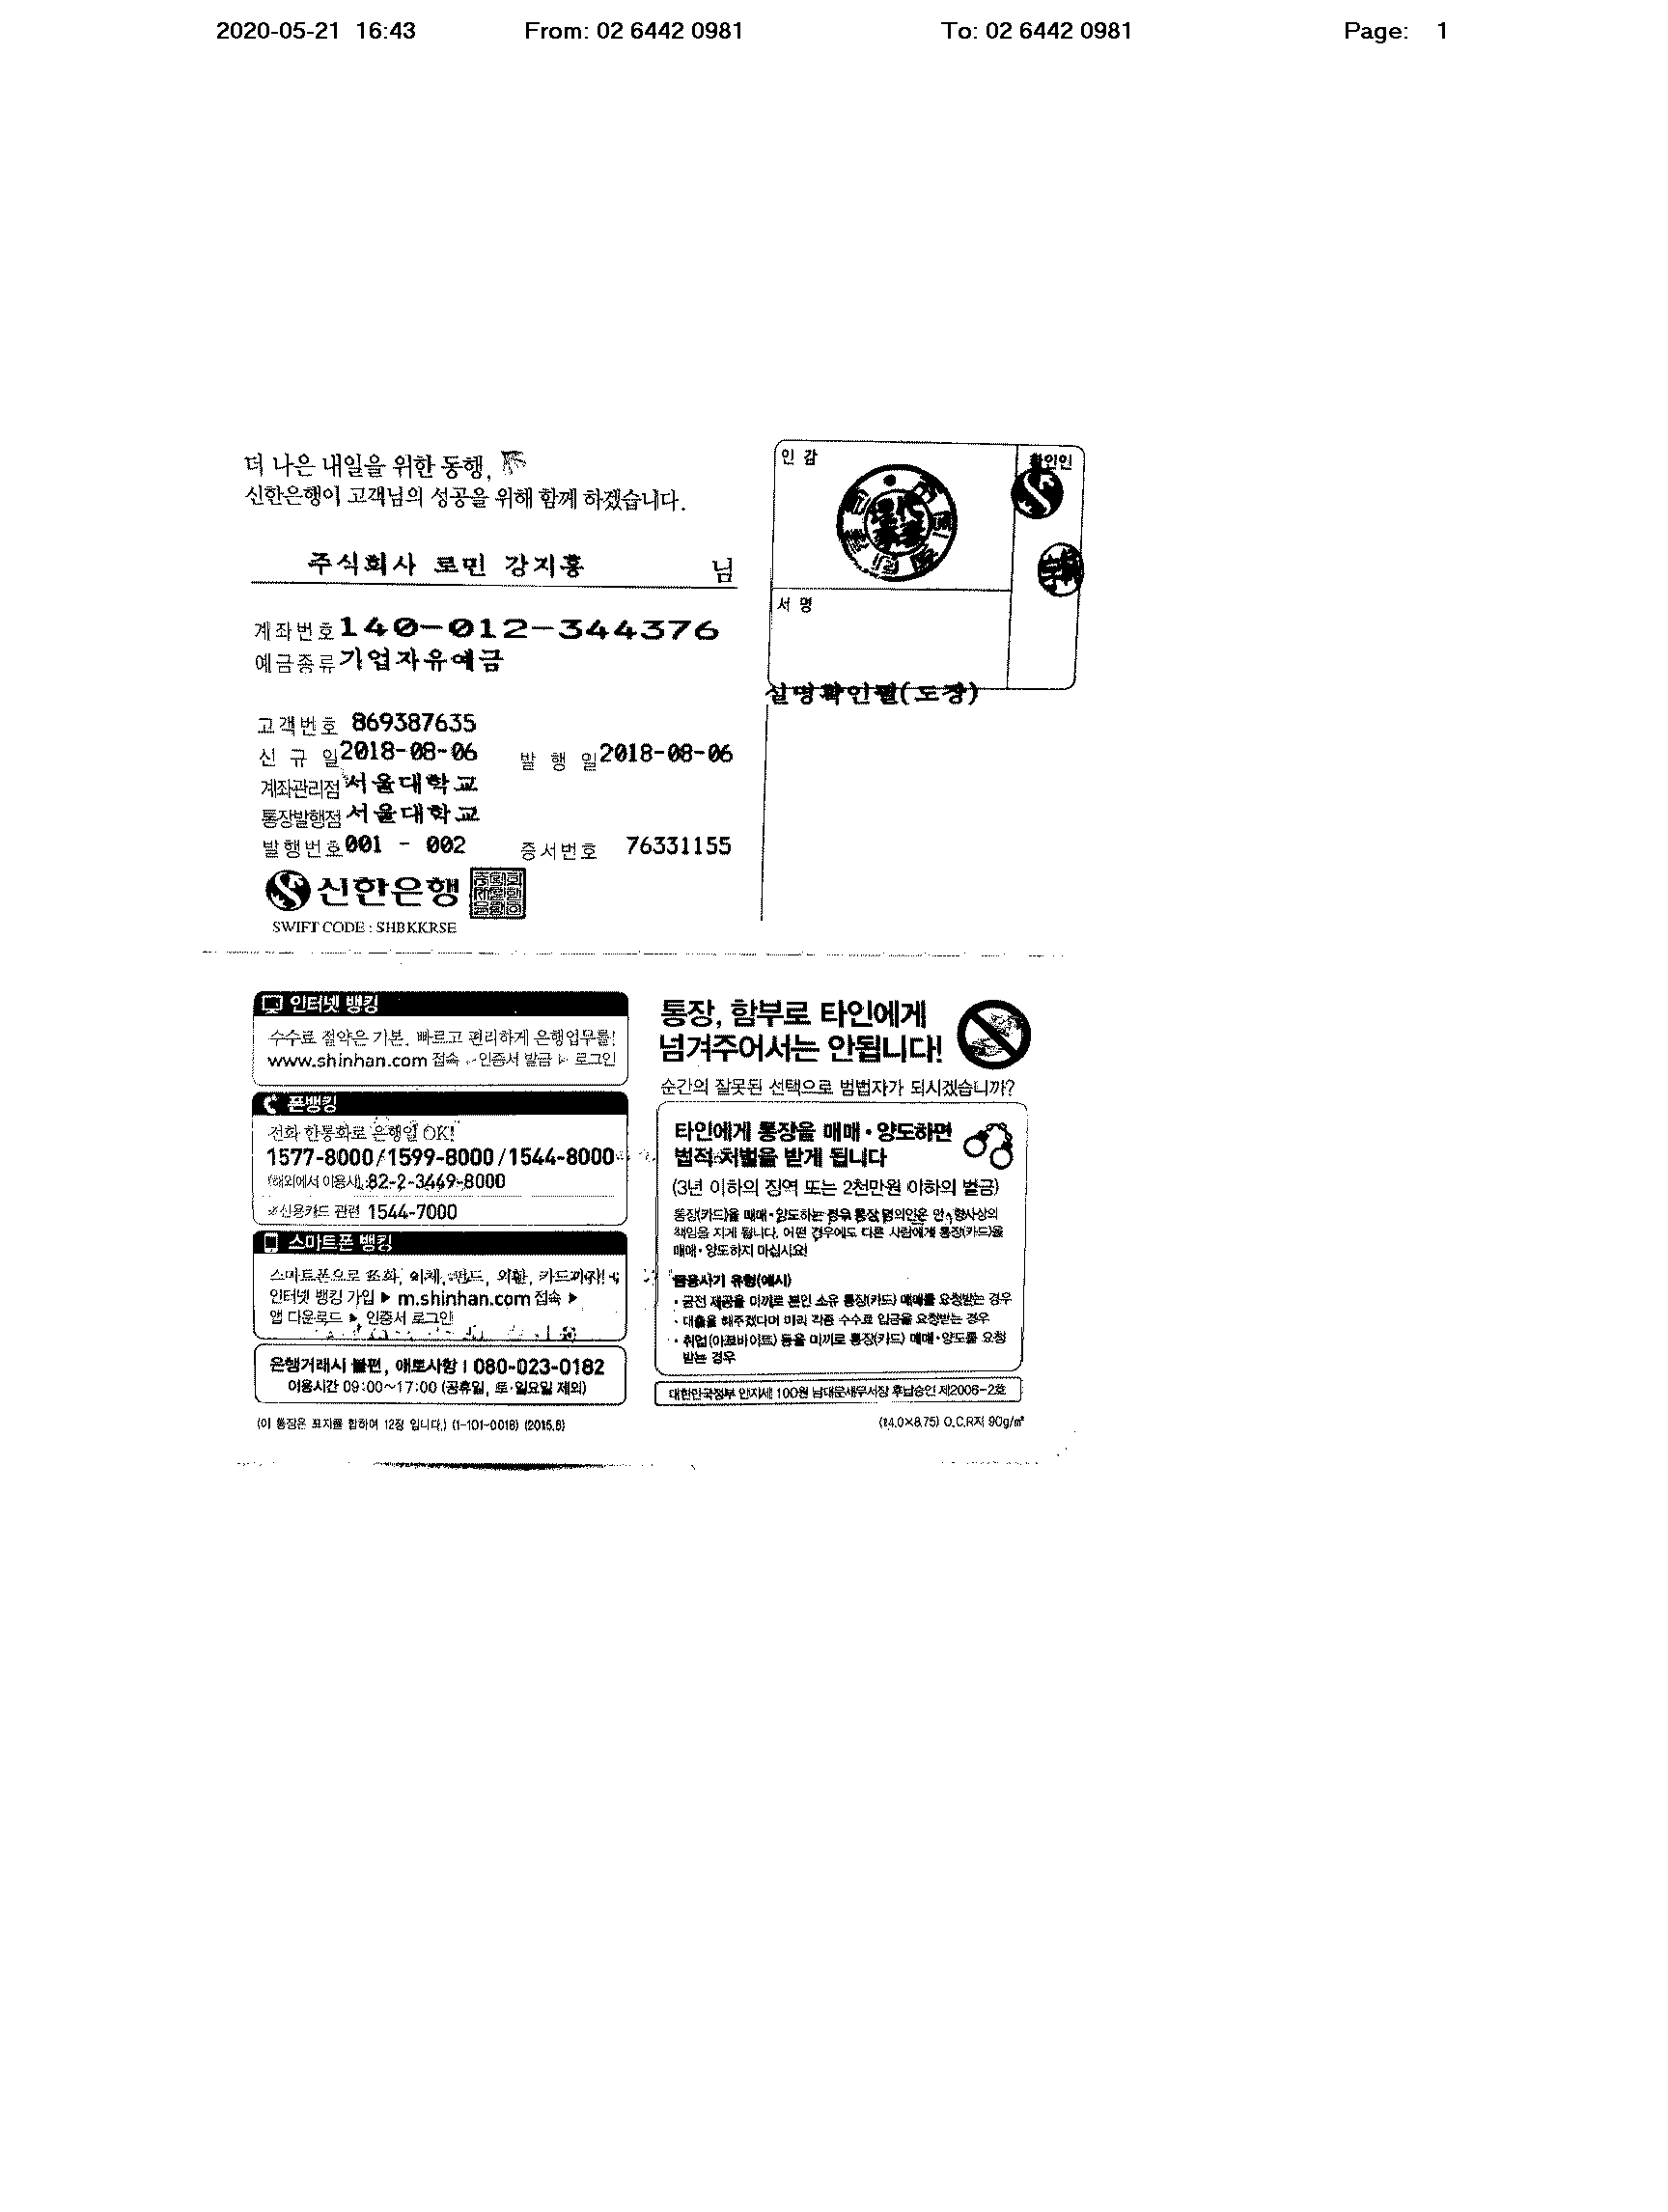 2020-05-21 16:43 From: 02 6442 0981 To: 02 6442 0981 Page: 1
더 나은 내일을 위한 동행,
신한은행이 고객님의 성공을 위해 함께 하겠습니다.
주식회사 로민 강지홍 님
계좌번호 140-012-344376
예금종류 기업자유예금
고객번호 869387635
신 규 일 2018-08-06 발 행 일 2018-08-06
계좌관리점 서울대학교
통장발행점 서울대학교
발행번호 001 - 002 증서번호 76331155
신한은행
SWIFT CODE : SHBKKRSE
인 감
확인인
서 명
실명확인필(도장)
인터넷 뱅킹
수수료 절약은 기본, 빠르고 편리하게 은행업무를!
www.shinhan.com 접속 ▶ 인증서 발급 ▶ 로그인
폰뱅킹
전화 한통화로 은행일 OK!
1577-8000/1599-8000/1544-8000
(해외에서 이용시) 82-2-3449-8000
※신용카드 관련 1544-7000
스마트폰 뱅킹
스마트폰으로 조회, 이체, 펀드, 외환, 카드까지!
인터넷 뱅킹 가입 ▶ m.shinhan.com 접속 ▶
앱 다운로드 ▶ 인증서 로그인
은행거래시 불편, 애로사항 | 080-023-0182
이용시간 09:00~17:00 (공휴일, 토·일요일 제외)
(이 통장은 표지를 합하여 12장 입니다.) (1-101-0018) (2015.6)
통장, 함부로 타인에게
넘겨주어서는 안됩니다!
순간의 잘못된 선택으로 범법자가 되시겠습니까?
타인에게 통장을 매매·양도하면
법적 처벌을 받게 됩니다
(3년 이하의 징역 또는 2천만원 이하의 벌금)
통장(카드)을 매매·양도하는 경우 통장 명의인은 민·형사상의
책임을 지게 됩니다. 어떤 경우에도 다른 사람에게 통장(카드)을
매매·양도하지 마십시요!
금융사기 유형(예시)
· 금전 제공을 미끼로 본인 소유 통장(카드) 매매를 요청받는 경우
· 대출을 해주겠다며 미리 각종 수수료 입금을 요청받는 경우
· 취업(아르바이트) 등을 미끼로 통장(카드) 매매·양도를 요청
받는 경우
대한민국정부 인지세 100원 남대문세무서장 후납승인 제2006-2호
(14.0×8.75) O.C.R지 90g/㎡